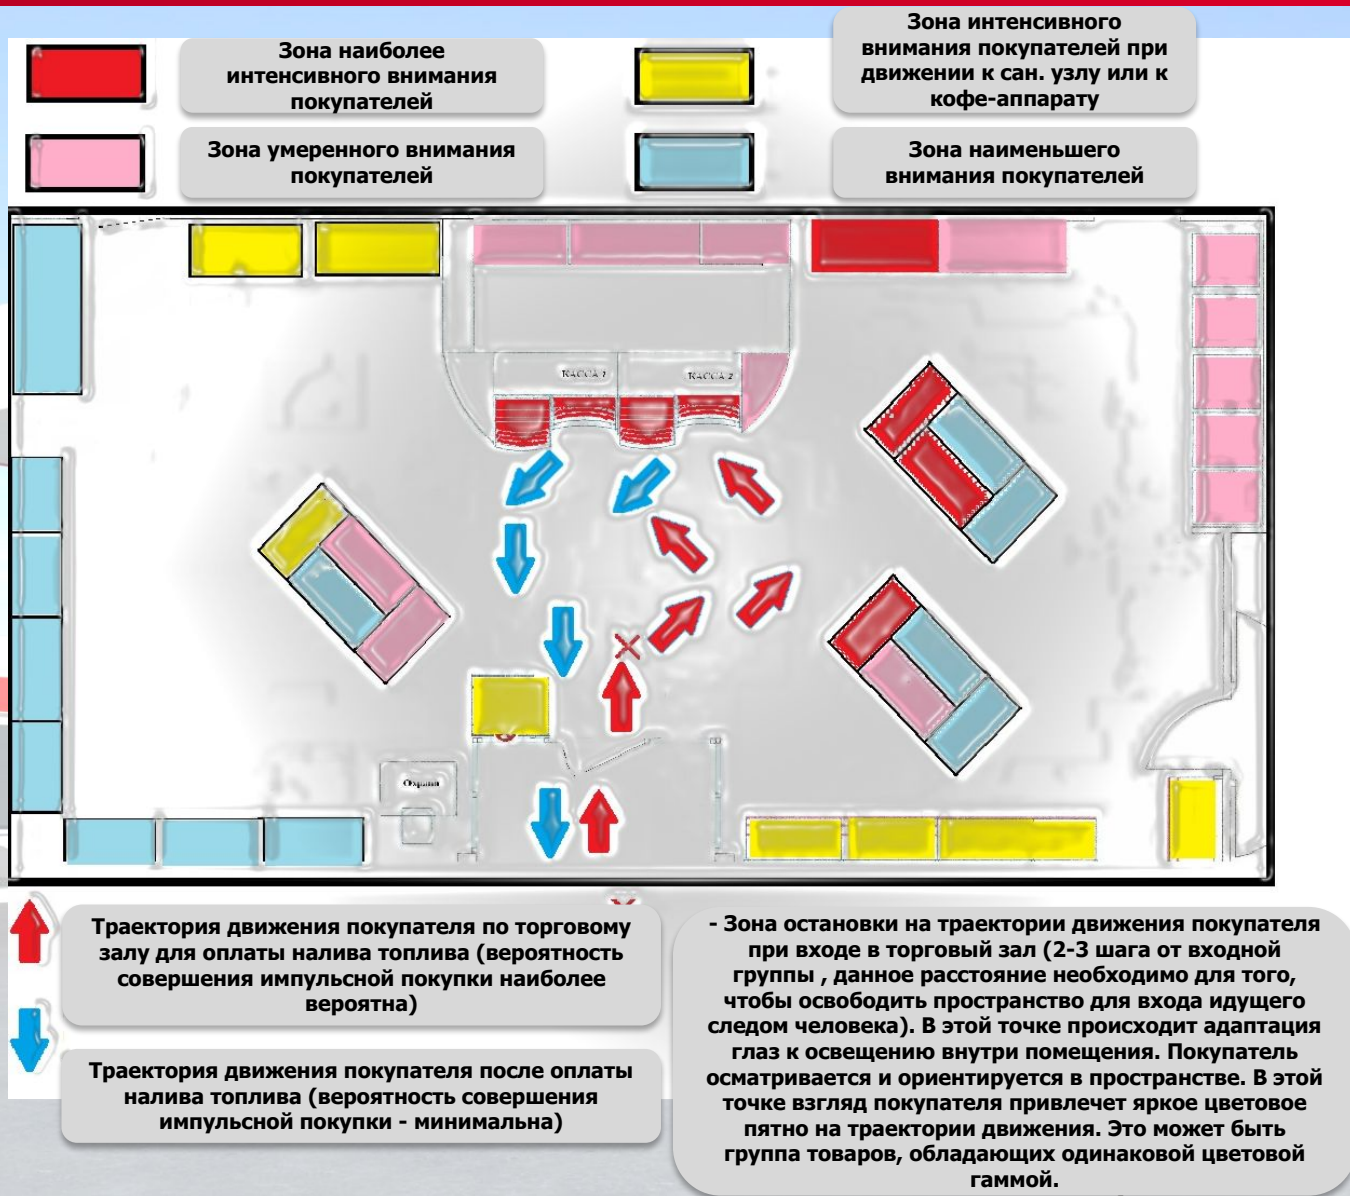 Зона наиболее
интенсивного внимания
покупателей
Зона интенсивного
внимания покупателей при
движении к сан. узлу или к
кофе-аппарату
Зона умеренного внимания
покупателей
Зона наименьшего
внимания покупателей
КАССА 1
КАССА 2
Охрана
Траектория движения покупателя по торговому
залу для оплаты налива топлива (вероятность
совершения импульсной покупки наиболее
вероятна)
Траектория движения покупателя после оплаты
налива топлива (вероятность совершения
импульсной покупки - минимальна)
- Зона остановки на траектории движения покупателя
при входе в торговый зал (2-3 шага от входной
группы , данное расстояние необходимо для того,
чтобы освободить пространство для входа идущего
следом человека). В этой точке происходит адаптация
глаз к освещению внутри помещения. Покупатель
осматривается и ориентируется в пространстве. В этой
точке взгляд покупателя привлечет яркое цветовое
пятно на траектории движения. Это может быть
группа товаров, обладающих одинаковой цветовой
гаммой.